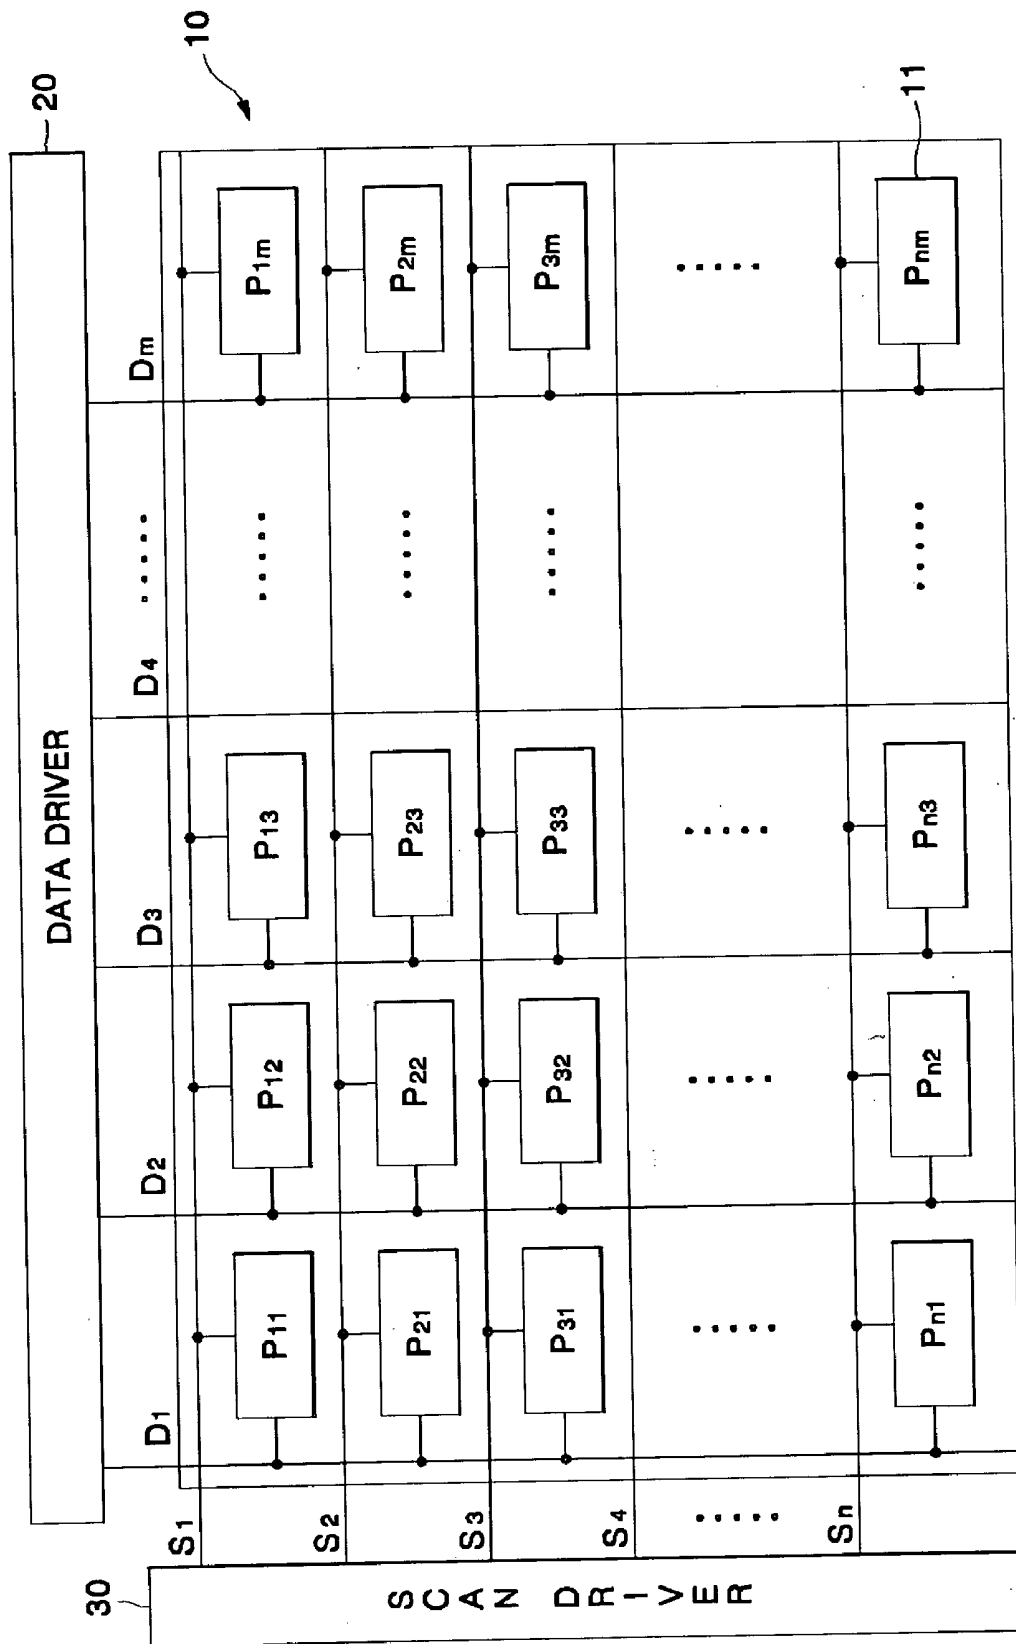 20
DATA DRIVER
10
D1 D2 D3 D4 ..... Dm
30
SCAN DRIVER
S1
P11 P12 P13 ..... P1m
S2
P21 P22 P23 ..... P2m
S3
P31 P32 P33 ..... P3m
S4
..... ..... ..... ..... .....
Sn
Pn1 Pn2 Pn3 ..... Pnm
11